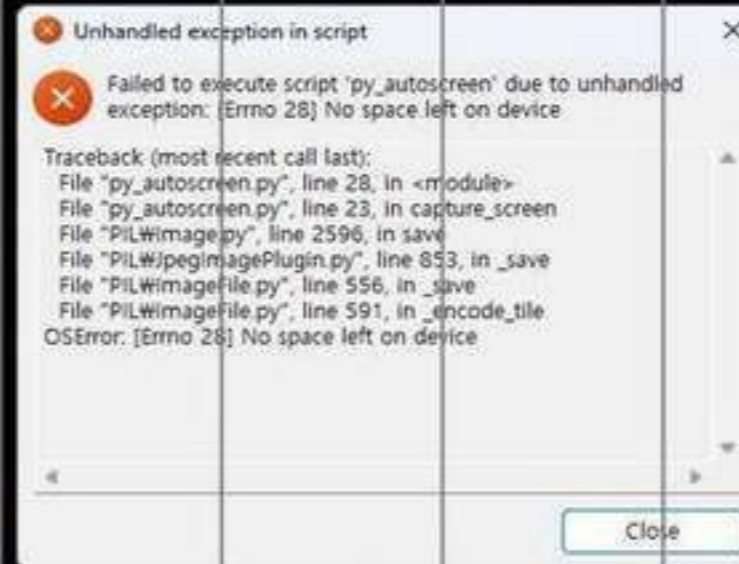 Unhandled exception in script
Failed to execute script 'py_autoscreen' due to unhandled
exception: [Errno 28] No space left on device
Traceback (most recent call last):
File "py_autoscreen.py", line 28, in <module>
File "py_autoscreen.py", line 23, in capture_screen
File "PIL₩Image.py", line 2596, in save
File "PIL₩JpegImagePlugin.py", line 853, in _save
File "PIL₩ImageFile.py", line 556, in _save
File "PIL₩ImageFile.py", line 591, in _encode_tile
OSError: [Errno 28] No space left on device
Close